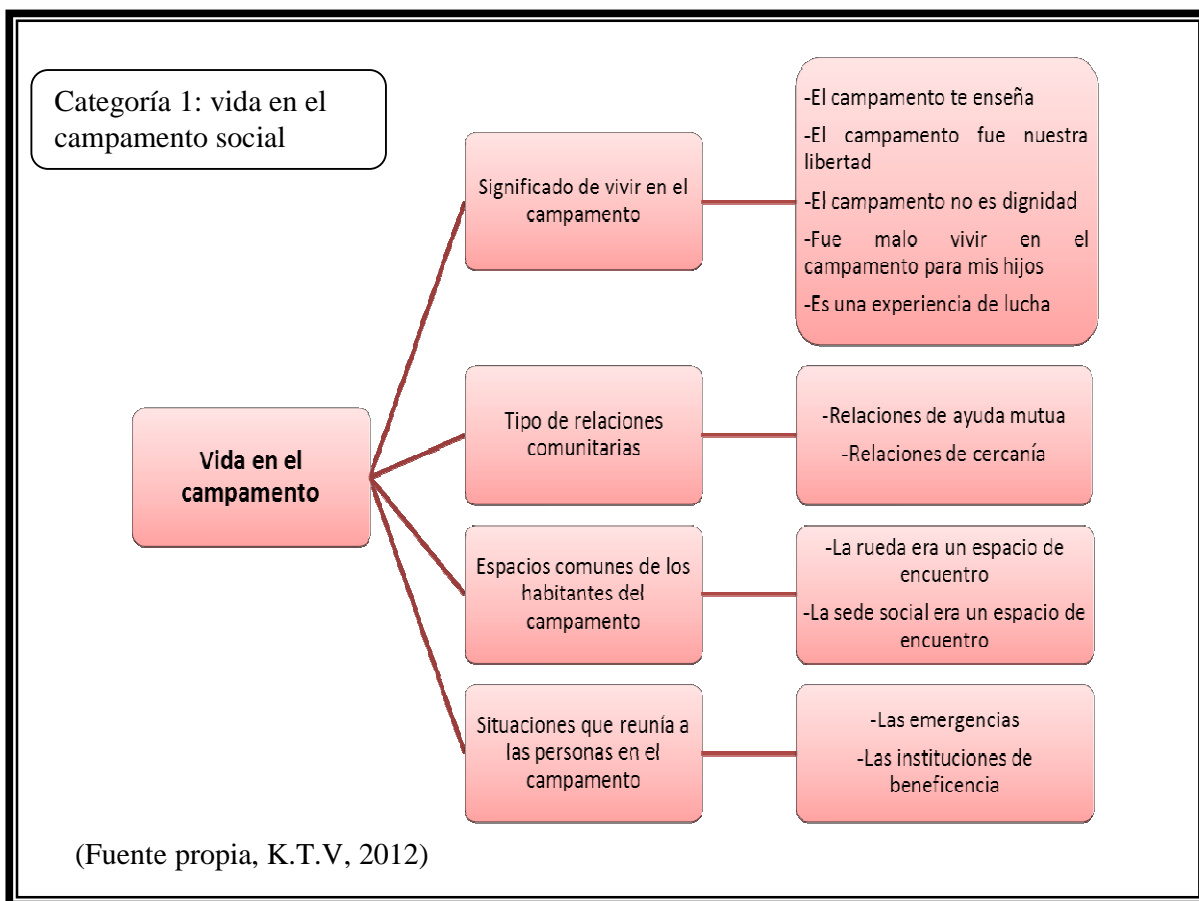 Categoría 1: vida en el
campamento social
Vida en el
campamento
Significado de vivir en el
campamento
-El campamento te enseña
-El campamento fue nuestra
libertad
-El campamento no es dignidad
-Fue malo vivir en el
campamento para mis hijos
-Es una experiencia de lucha
Tipo de relaciones
comunitarias
-Relaciones de ayuda mutua
-Relaciones de cercanía
Espacios comunes de los
habitantes del
campamento
-La rueda era un espacio de
encuentro
-La sede social era un espacio de
encuentro
Situaciones que reunía a
las personas en el
campamento
-Las emergencias
-Las instituciones de
beneficencia
(Fuente propia, K.T.V, 2012)